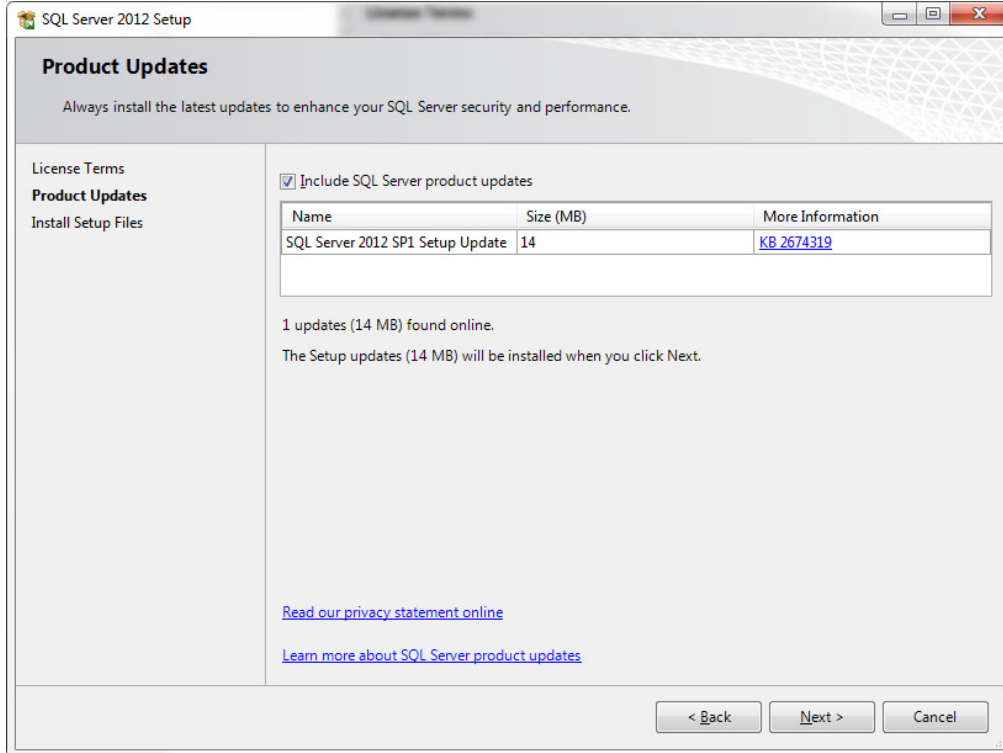 SQL Server 2012 Setup
License Terms
Product Updates
Always install the latest updates to enhance your SQL Server security and performance.
License Terms
Product Updates
Install Setup Files
Include SQL Server product updates
Name Size (MB) More Information
SQL Server 2012 SP1 Setup Update 14 KB 2674319
1 updates (14 MB) found online.
The Setup updates (14 MB) will be installed when you click Next.
Read our privacy statement online
Learn more about SQL Server product updates
< Back Next > Cancel